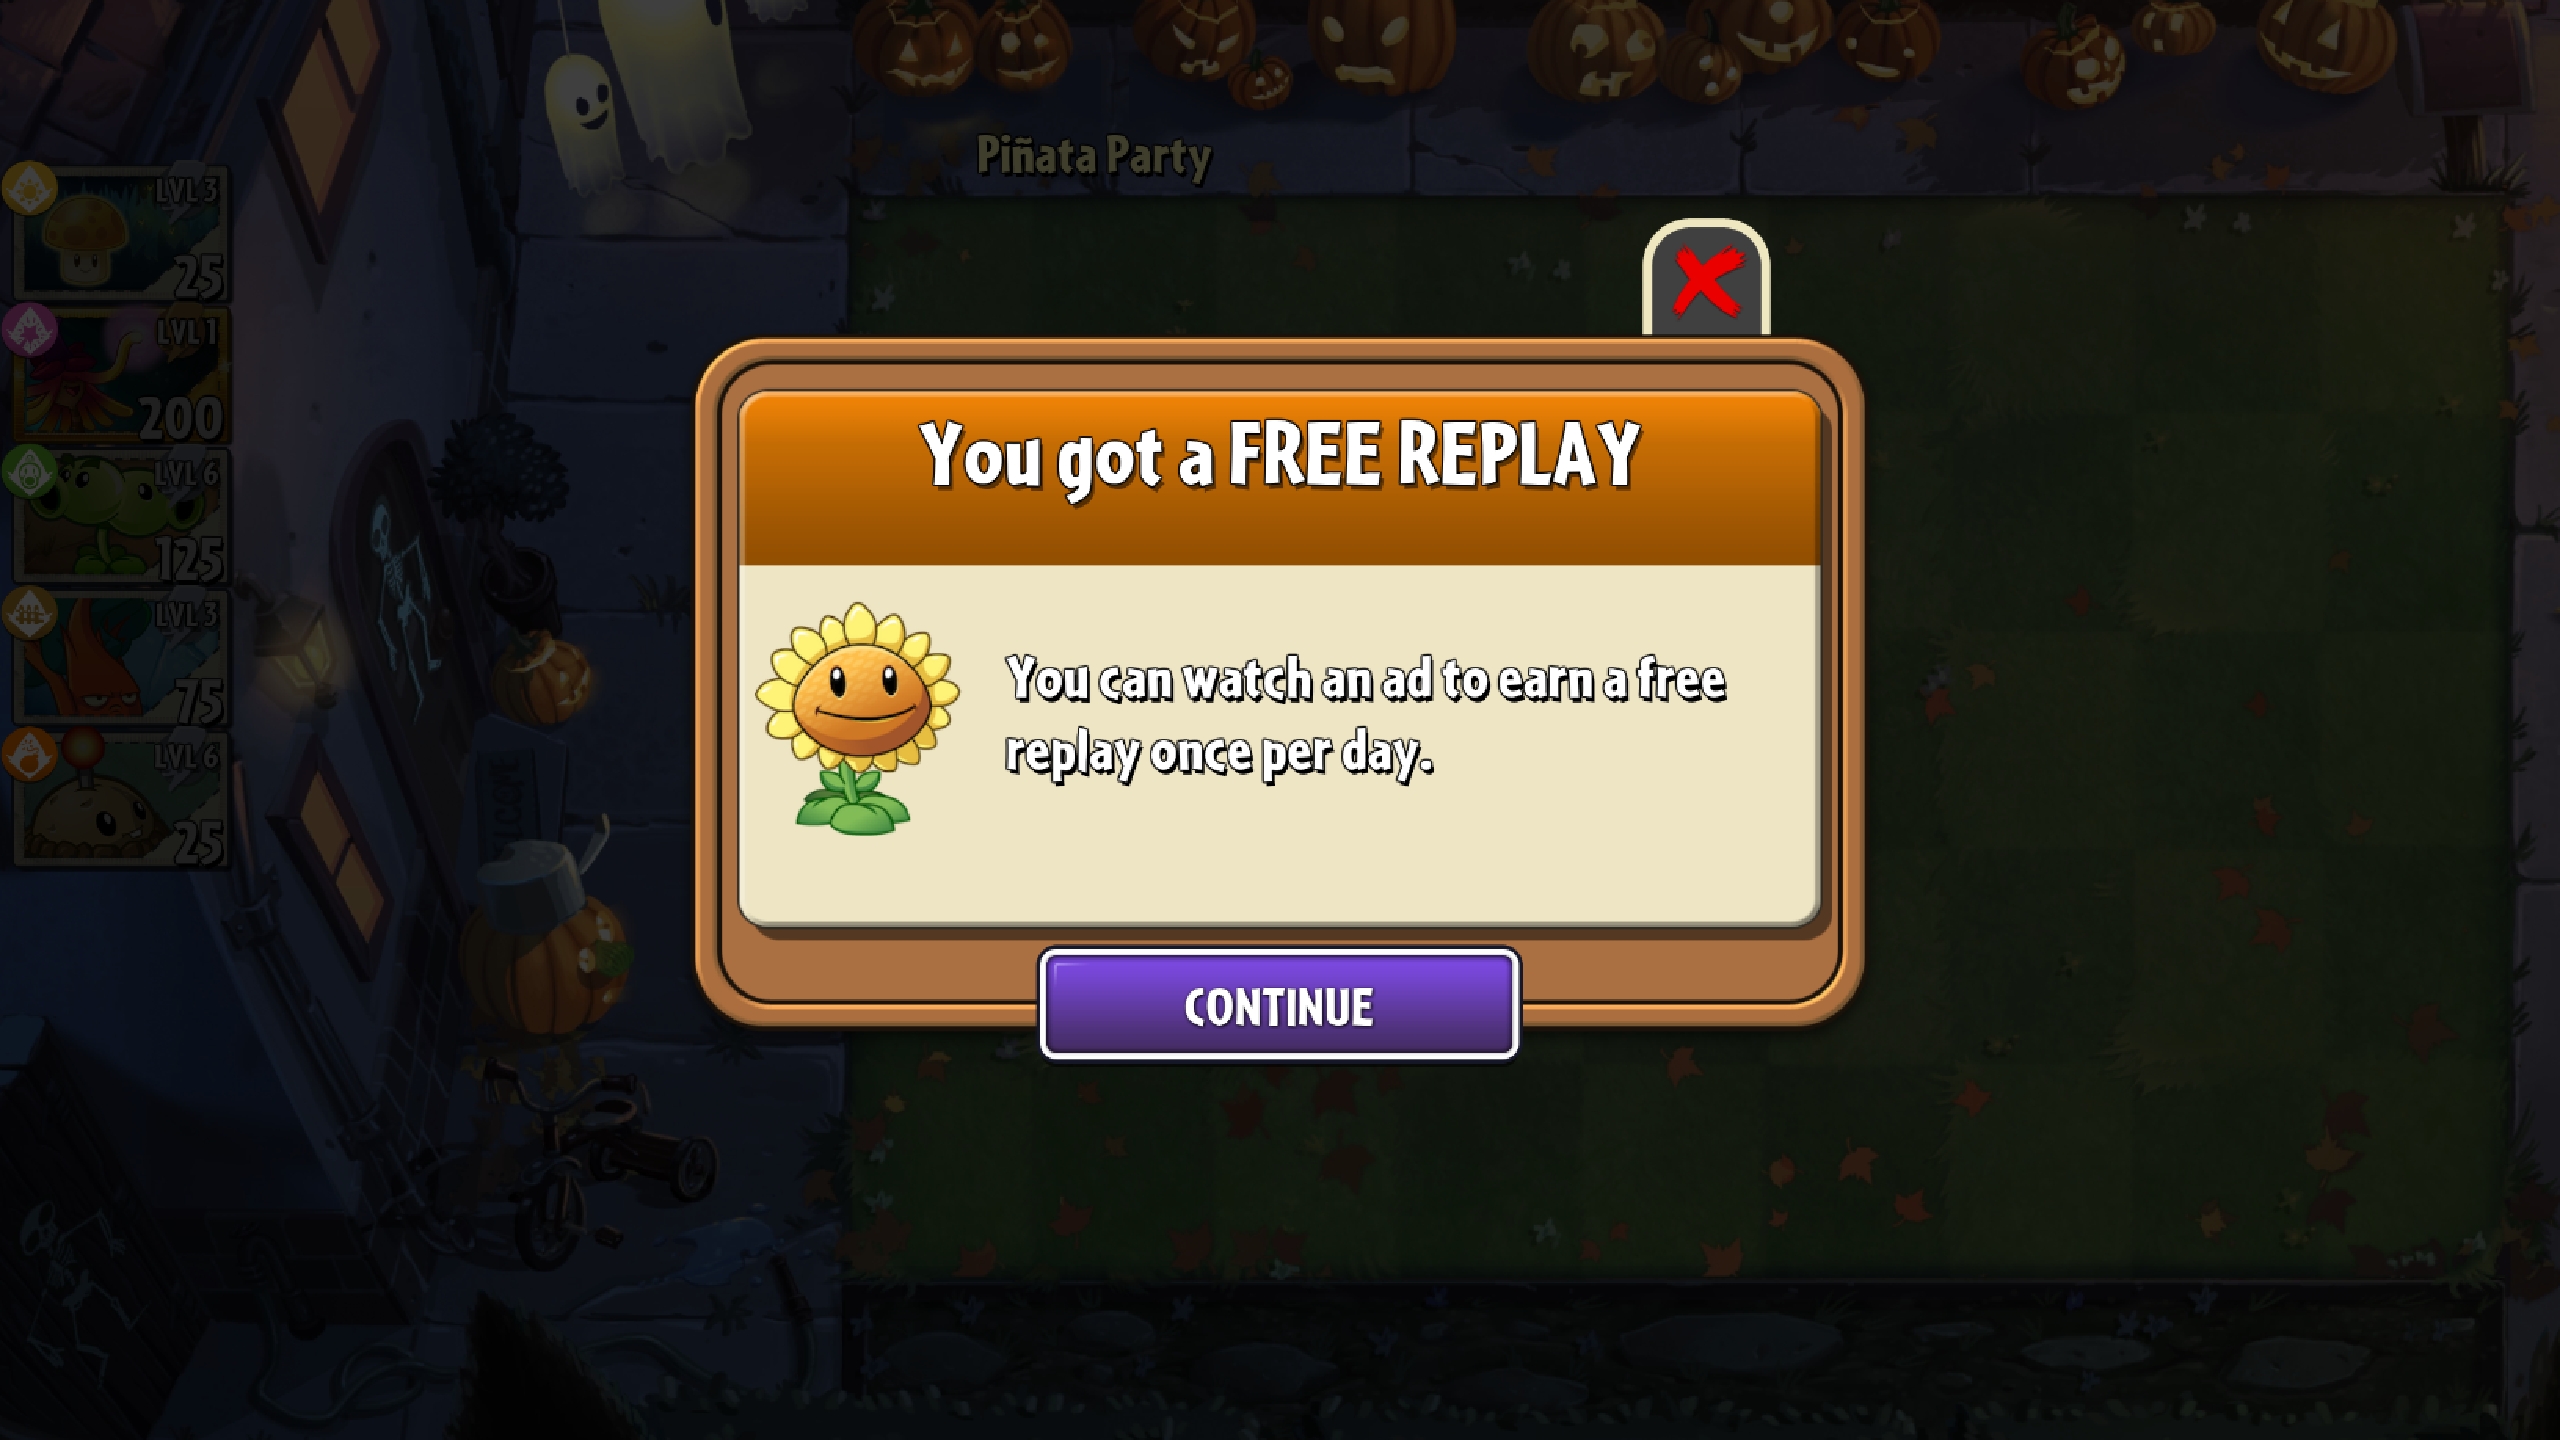 Piñata Party
LVL 3
25
LVL 1
200
LVL 6
125
LVL 3
75
LVL 6
25
You got a FREE REPLAY
You can watch an ad to earn a free
replay once per day.
CONTINUE